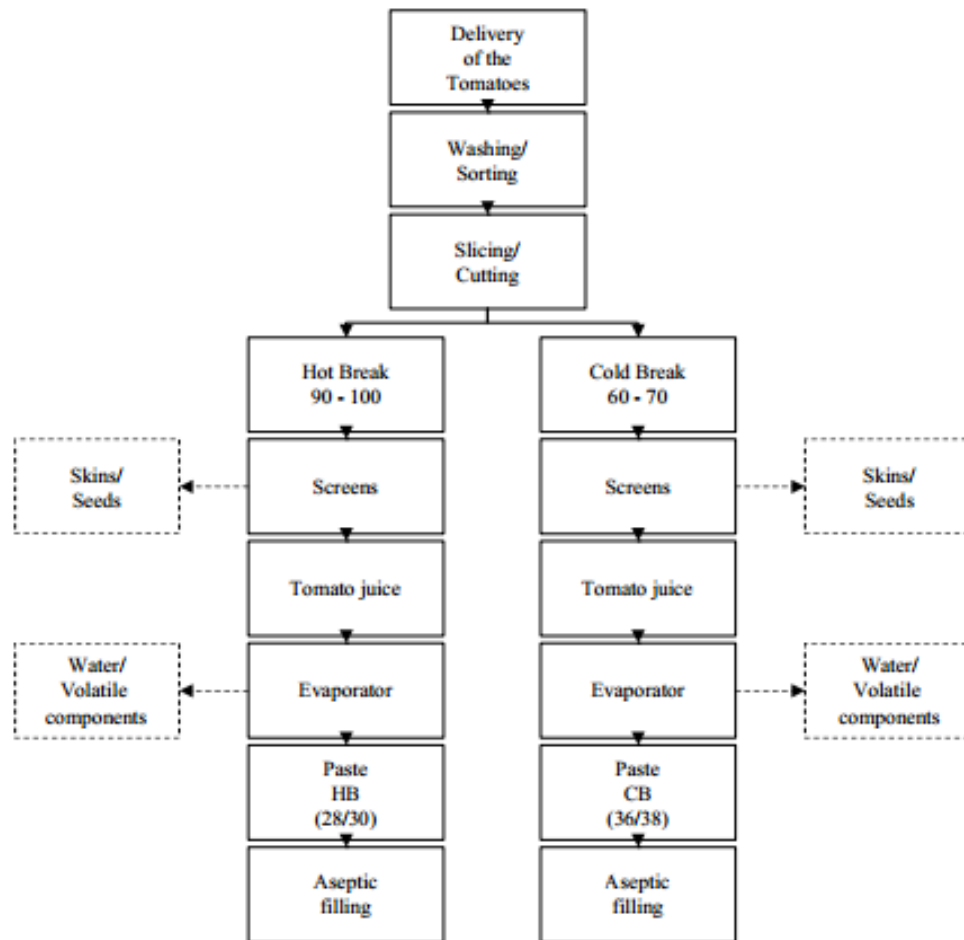 Delivery
of the
Tomatoes
Washing/
Sorting
Slicing/
Cutting
Hot Break
90 - 100
Cold Break
60 - 70
Skins/
Seeds
Screens
Screens
Skins/
Seeds
Tomato juice
Tomato juice
Water/
Volatile
components
Evaporator
Evaporator
Water/
Volatile
components
Paste
HB
(28/30)
Paste
CB
(36/38)
Aseptic
filling
Aseptic
filling